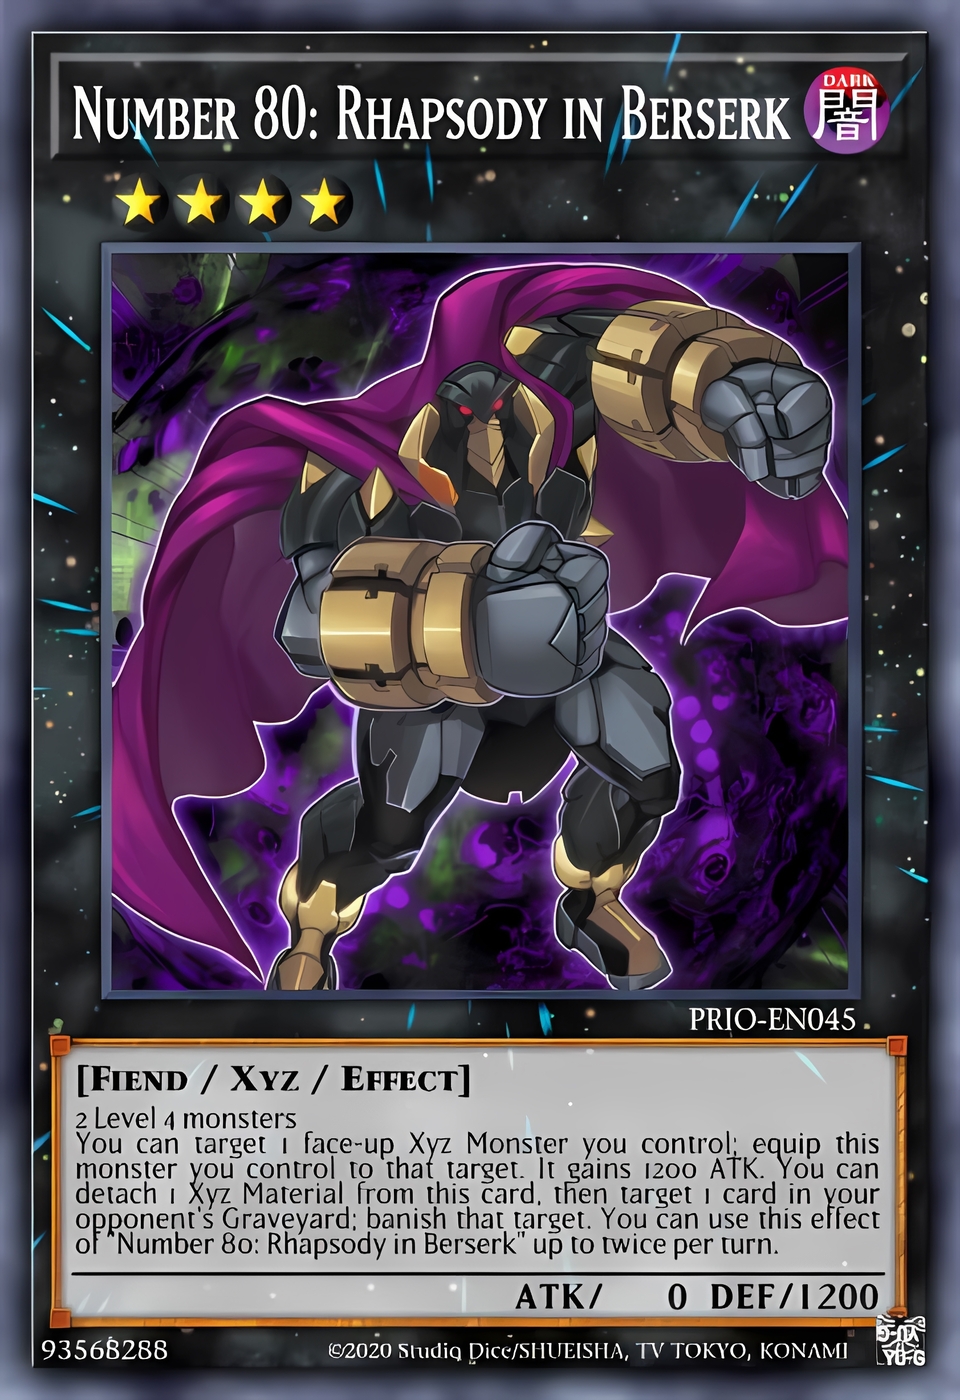 NUMBER 80: RHAPSODY IN BERSERK
DARK
闇
PRIO-EN045
[FIEND / XYZ / EFFECT]
2 Level 4 monsters
You can target 1 face-up Xyz Monster you control; equip this
monster you control to that target. It gains 1200 ATK. You can
detach 1 Xyz Material from this card, then target 1 card in your
opponent's Graveyard; banish that target. You can use this effect
of "Number 80: Rhapsody in Berserk" up to twice per turn.
ATK/ 0 DEF/1200
93568288
©2020 Studio Dice/SHUEISHA, TV TOKYO, KONAMI